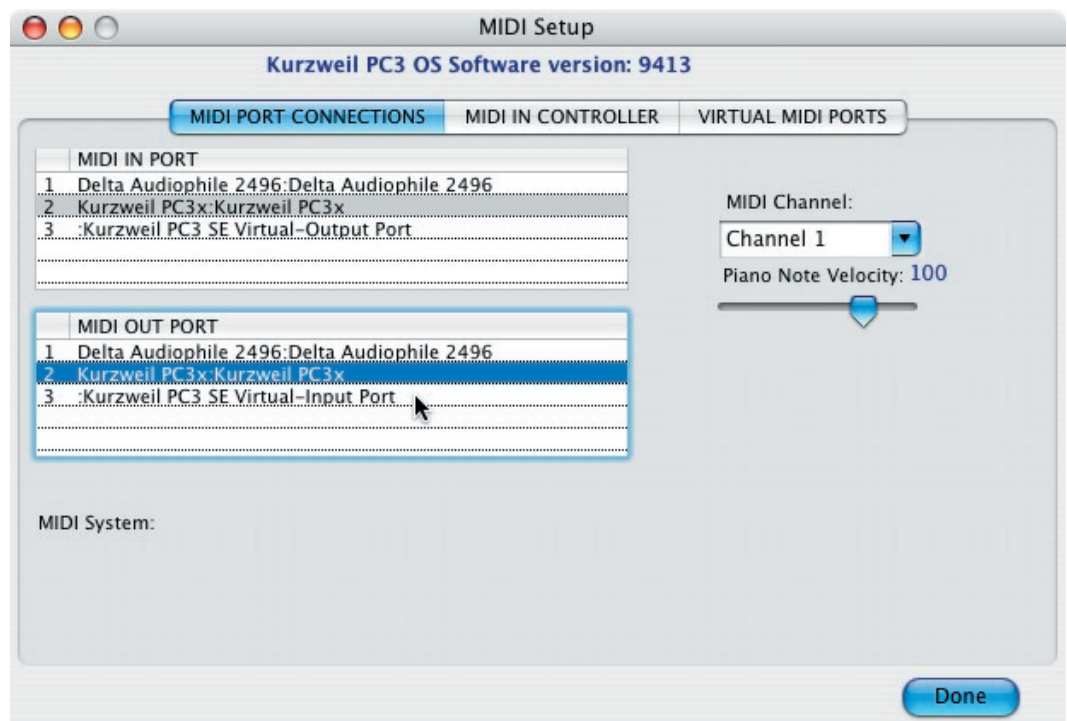 MIDI Setup
Kurzweil PC3 OS Software version: 9413
MIDI PORT CONNECTIONS MIDI IN CONTROLLER VIRTUAL MIDI PORTS
MIDI IN PORT
1 Delta Audiophile 2496:Delta Audiophile 2496
2 Kurzweil PC3x:Kurzweil PC3x
3 :Kurzweil PC3 SE Virtual-Output Port
MIDI Channel:
Channel 1
Piano Note Velocity: 100
MIDI OUT PORT
1 Delta Audiophile 2496:Delta Audiophile 2496
2 Kurzweil PC3x:Kurzweil PC3x
3 :Kurzweil PC3 SE Virtual-Input Port
MIDI System:
Done